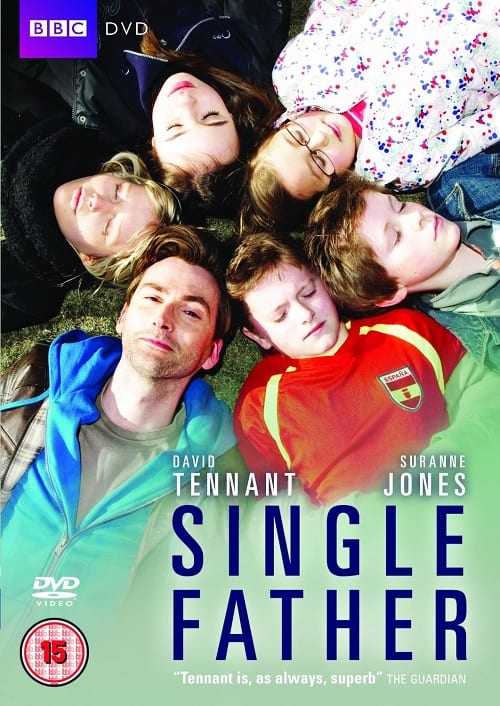 BBC DVD
ESPAÑA
DAVID SURANNE
TENNANT JONES
SINGLE
FATHER
DVD
VIDEO
15
"Tennant is, as always, superb" THE GUARDIAN